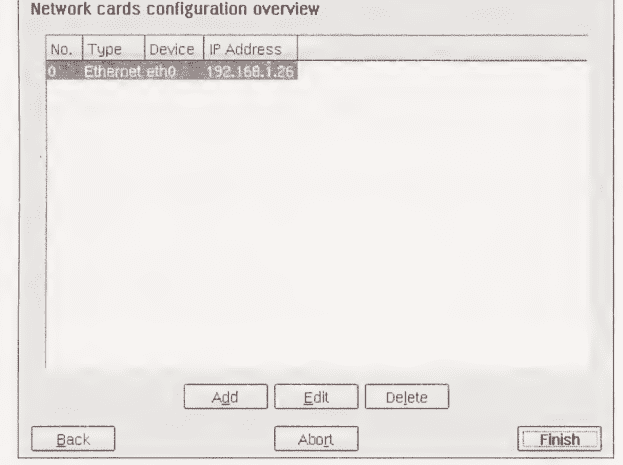 Network cards configuration overview
No. Type Device IP Address
0 Ethernet eth0 192.168.1.26
Add Edit Delete
Back Abort Finish